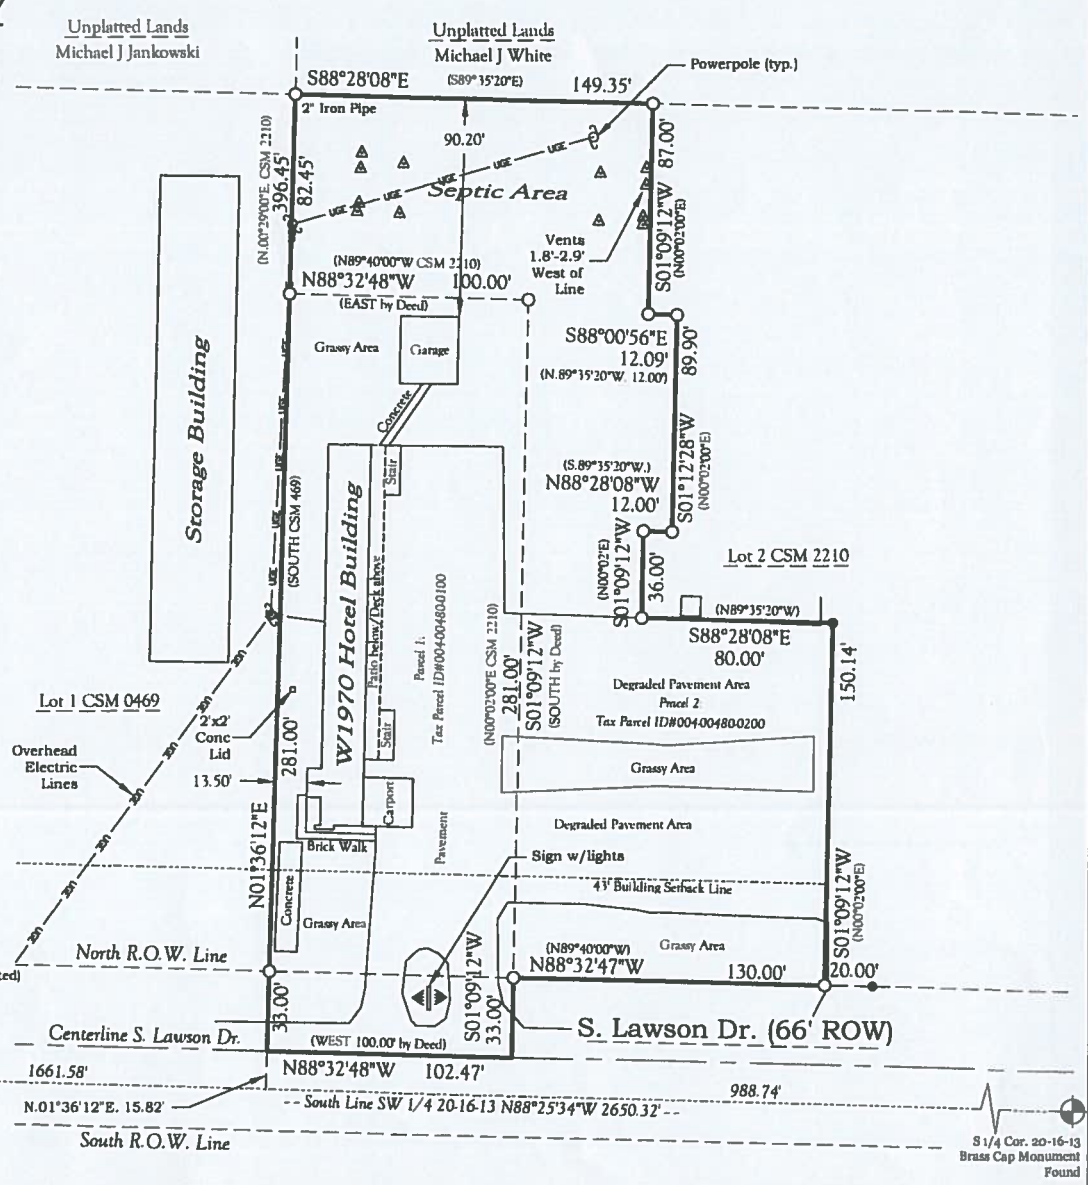 Unplatted Lands
Michael J Jankowski
Unplatted Lands
Michael J White
S88°28'08"E
(S89°35'20"E)
149.35'
Powerpole (typ.)
2" Iron Pipe
90.20'
(N.00°29'00"E. CSM 2210)
396.45'
82.45'
87.00'
S01°09'12"W
(N00°02'00"E)
UGE
UGE
UGE
UGE
Septic Area
Vents
1.8'-2.9'
West of
Line
(N89°40'00"W CSM 2210)
N88°32'48"W
100.00'
(EAST by Deed)
S88°00'56"E
12.09'
(N.89°35'20"W. 12.00')
89.90'
S01°12'28"W
(N00°02'00"E)
Grassy Area
Garage
Concrete
UGE
UGE
UGE
UGE
Storage Building
(SOUTH CSM 469)
Stair
(S.89°35'20"W.)
N88°28'08"W
12.00'
(N00°02'E)
S01°09'12"W
36.00'
Lot 2 CSM 2210
(N89°35'20"W)
S88°28'08"E
80.00'
W1970 Hotel Building
Patio below/Deck above
Parcel 1:
Tax Parcel ID#004-00480-0100
(N00°02'00"E CSM 2210)
281.00'
S01°09'12"W
(SOUTH by Deed)
150.14'
Degraded Pavement Area
Parcel 2:
Tax Parcel ID#004-00480-0200
Lot 1 CSM 0469
2'x2'
Conc
Lid
281.00'
Stair
Overhead
Electric
Lines
13.50'
Grassy Area
Carport
N01°36'12"E
Pavement
Degraded Pavement Area
Brick Walk
Sign w/lights
S01°09'12"W
(N00°02'00"E)
43' Building Setback Line
Concrete
Grassy Area
Grassy Area
North R.O.W. Line
(N89°40'00"W)
N88°32'47"W
130.00'
20.00'
S01°09'12"W
33.00'
33.00'
Centerline S. Lawson Dr.
(WEST 100.00' by Deed)
S. Lawson Dr. (66' ROW)
N88°32'48"W
102.47'
1661.58'
988.74'
N.01°36'12"E. 15.82'
South Line SW 1/4 20-16-13 N88°25'34"W 2650.32'
South R.O.W. Line
S 1/4 Cor. 20-16-13
Brass Cap Monument
Found